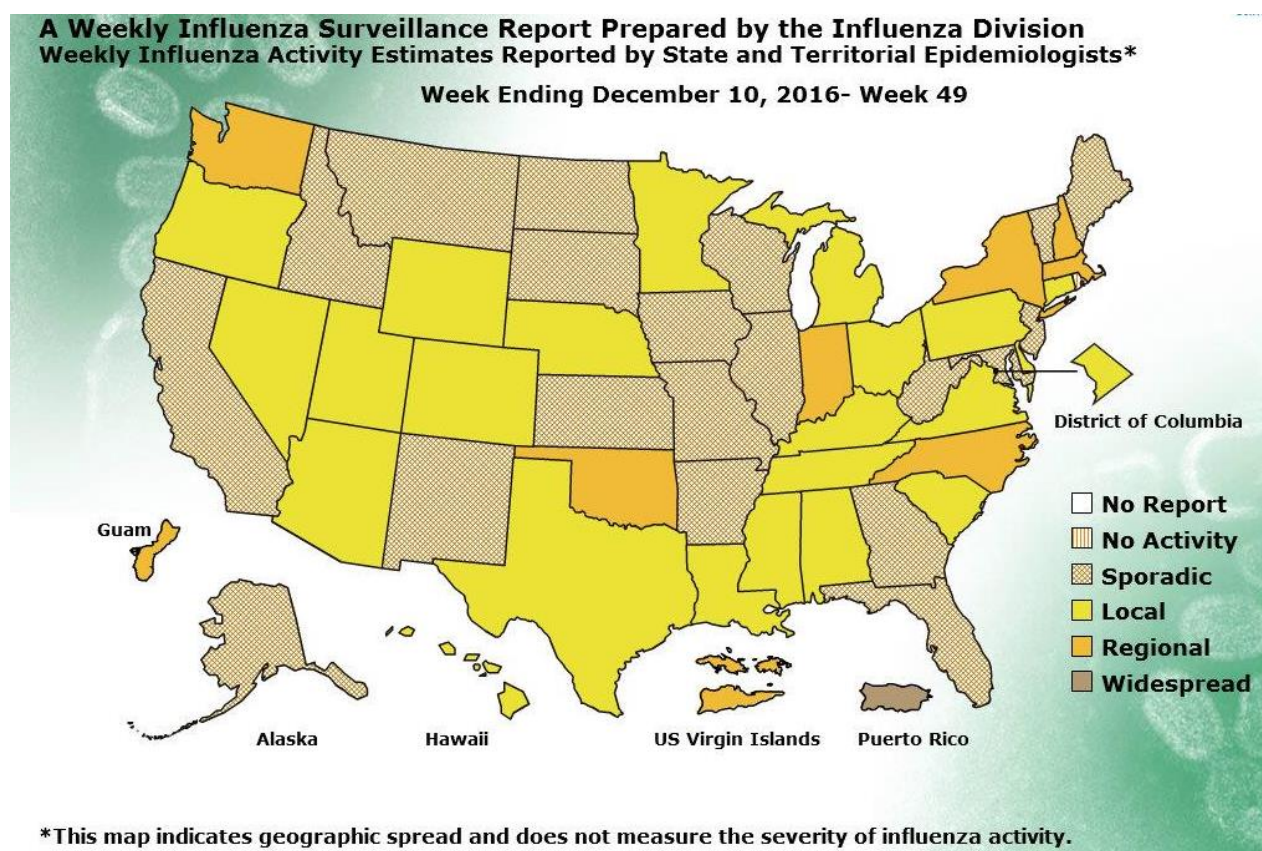 A Weekly Influenza Surveillance Report Prepared by the Influenza Division
Weekly Influenza Activity Estimates Reported by State and Territorial Epidemiologists*
Week Ending December 10, 2016- Week 49
District of Columbia
No Report
Guam
No Activity
Sporadic
Local
Regional
Widespread
Alaska
Hawaii
US Virgin Islands
Puerto Rico
*This map indicates geographic spread and does not measure the severity of influenza activity.